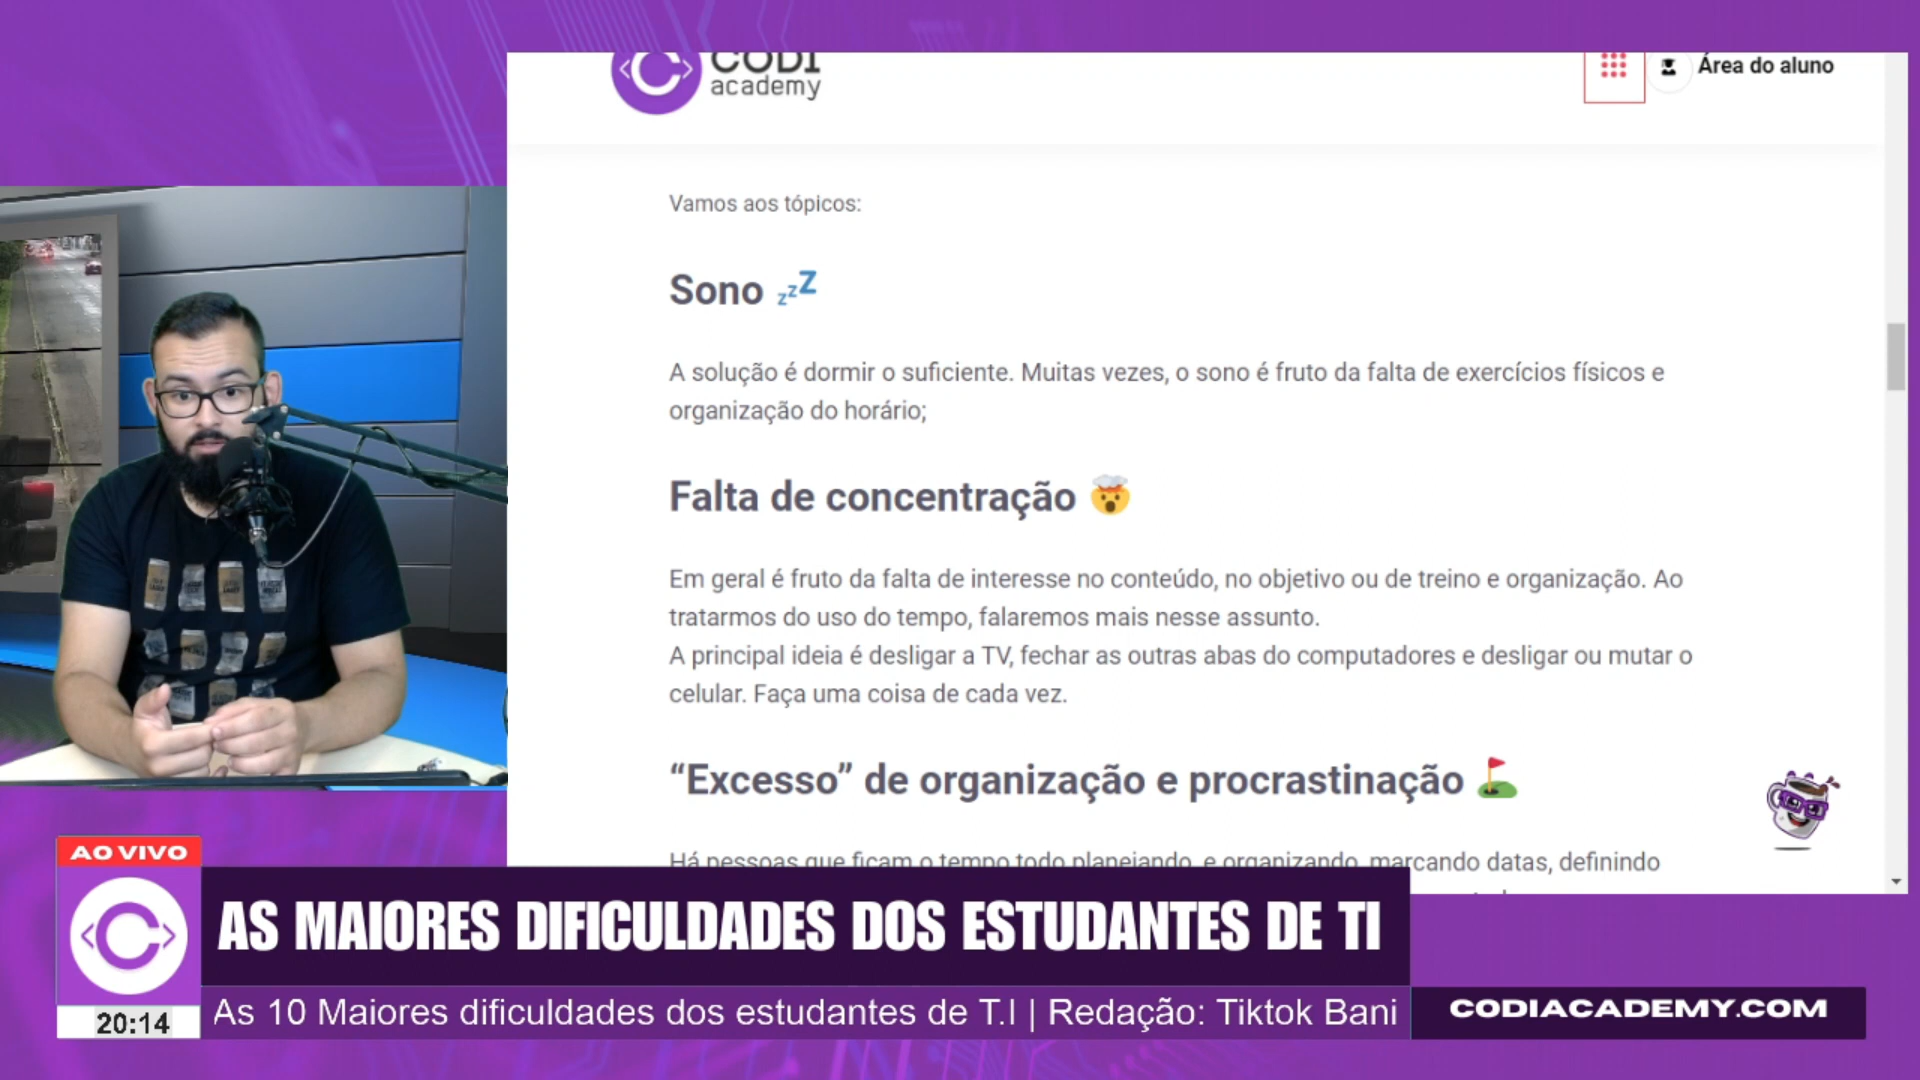 CODI
academy
Área do aluno
Vamos aos tópicos:
Sono
A solução é dormir o suficiente. Muitas vezes, o sono é fruto da falta de exercícios físicos e
organização do horário;
Falta de concentração
Em geral é fruto da falta de interesse no conteúdo, no objetivo ou de treino e organização. Ao
tratarmos do uso do tempo, falaremos mais nesse assunto.
A principal ideia é desligar a TV, fechar as outras abas do computadores e desligar ou mutar o
celular. Faça uma coisa de cada vez.
“Excesso” de organização e procrastinação
Há pessoas que ficam o tempo todo planejando, e organizando, marcando datas, definindo
AO VIVO
AS MAIORES DIFICULDADES DOS ESTUDANTES DE TI
20:14
As 10 Maiores dificuldades dos estudantes de T.I | Redação: Tiktok Bani
CODIACADEMY.COM